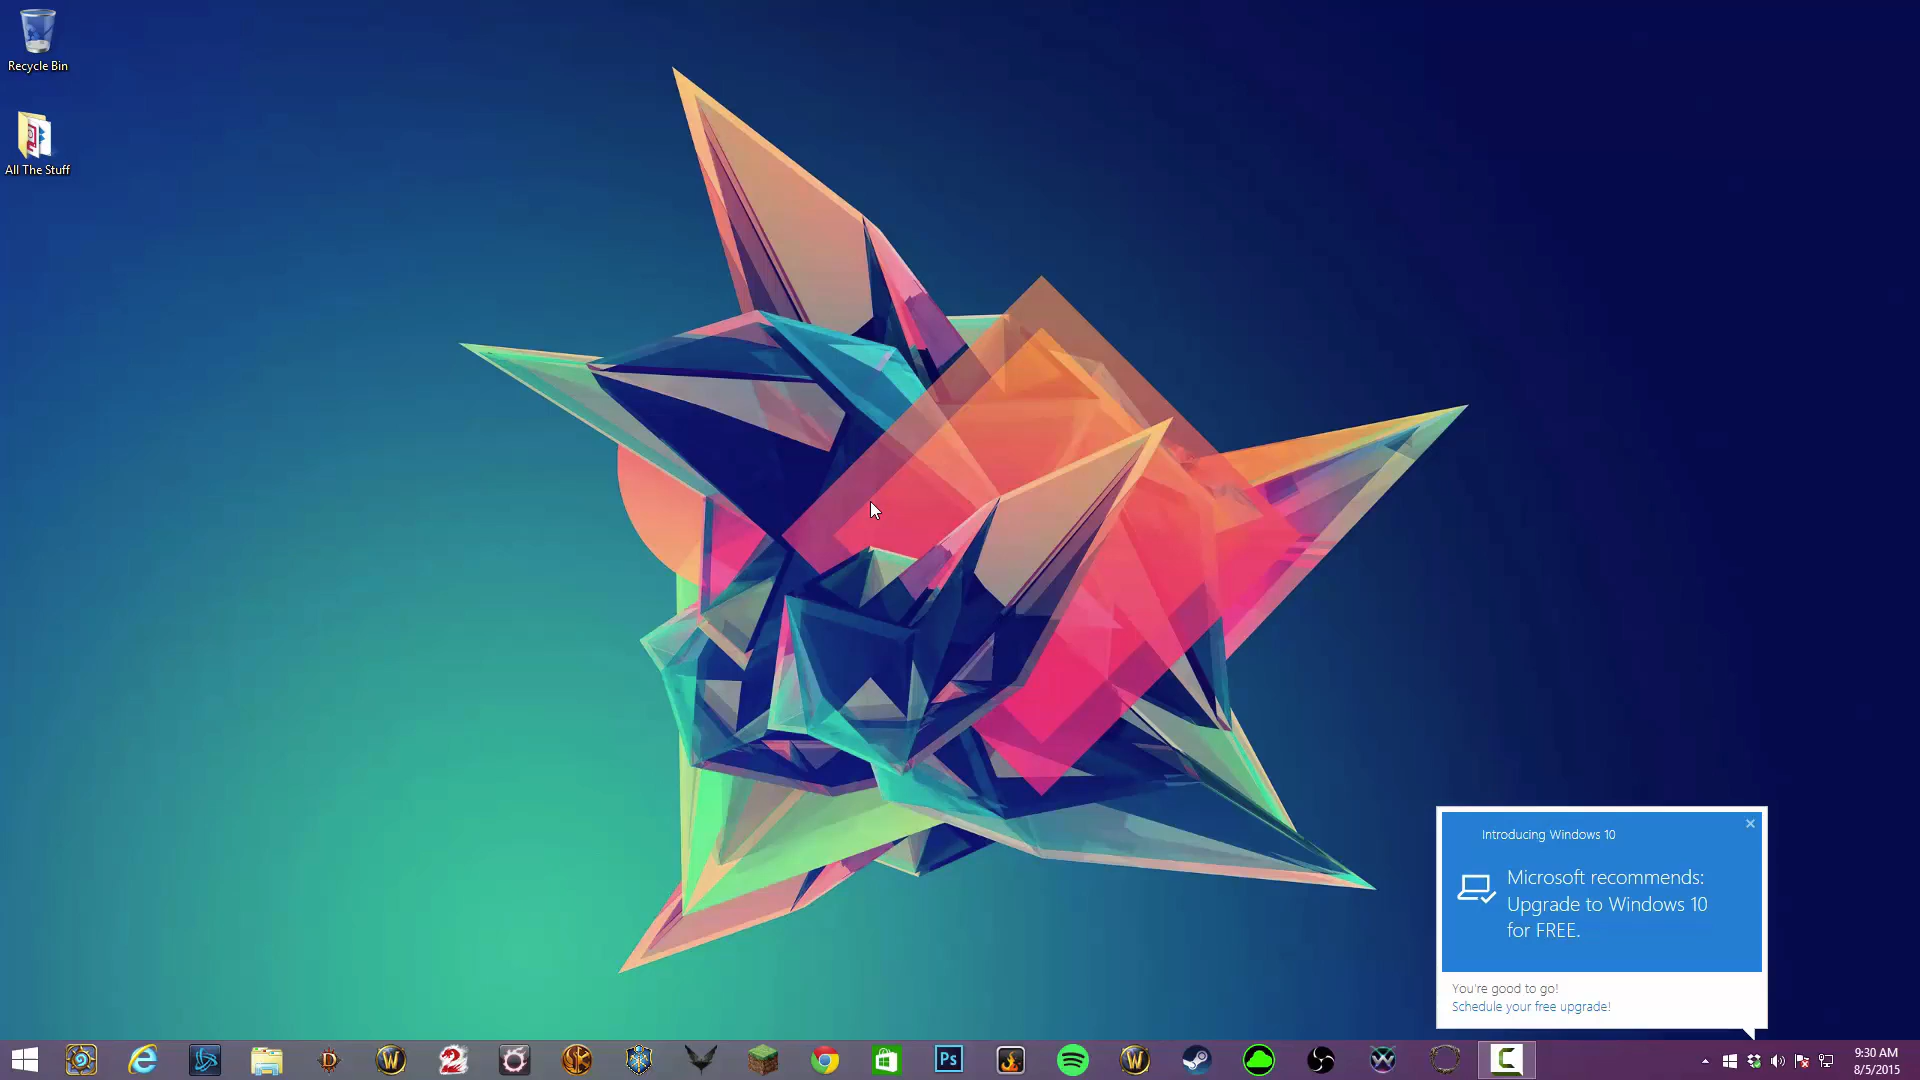 Recycle Bin
All The Stuff
Introducing Windows 10
Microsoft recommends:
Upgrade to Windows 10
for FREE.
You're good to go!
Schedule your free upgrade!
Ps
9:30 AM
8/5/2015